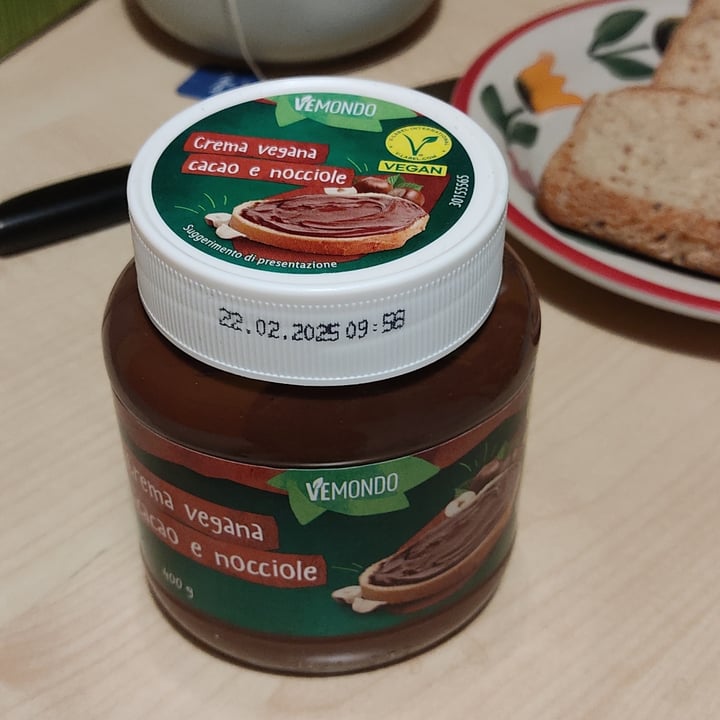 VEMONDO
Crema vegana
cacao e nocciole
VEGAN
30155565
Suggerimento di presentazione
22.02.2025 09:58
VEMONDO
Crema vegana
cacao e nocciole
400 g